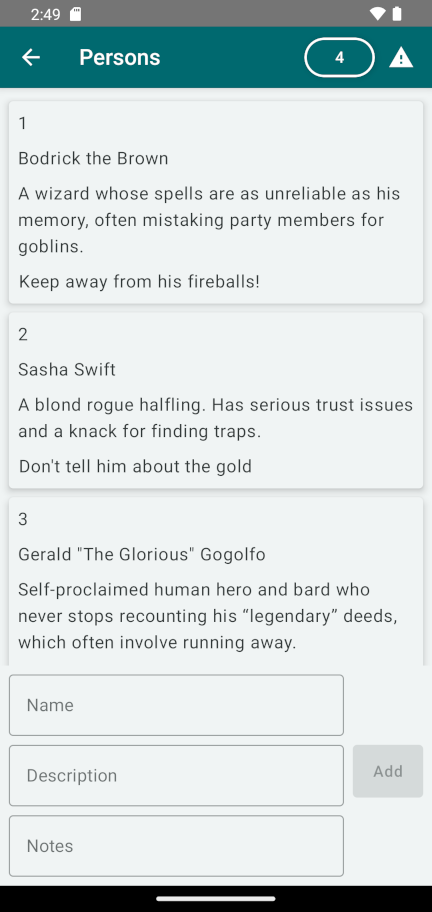 2:49
Persons
4
1
Bodrick the Brown
A wizard whose spells are as unreliable as his
memory, often mistaking party members for
goblins.
Keep away from his fireballs!
2
Sasha Swift
A blond rogue halfling. Has serious trust issues
and a knack for finding traps.
Don't tell him about the gold
3
Gerald "The Glorious" Gogolfo
Self-proclaimed human hero and bard who
never stops recounting his “legendary” deeds,
which often involve running away.
Name
Description
Add
Notes